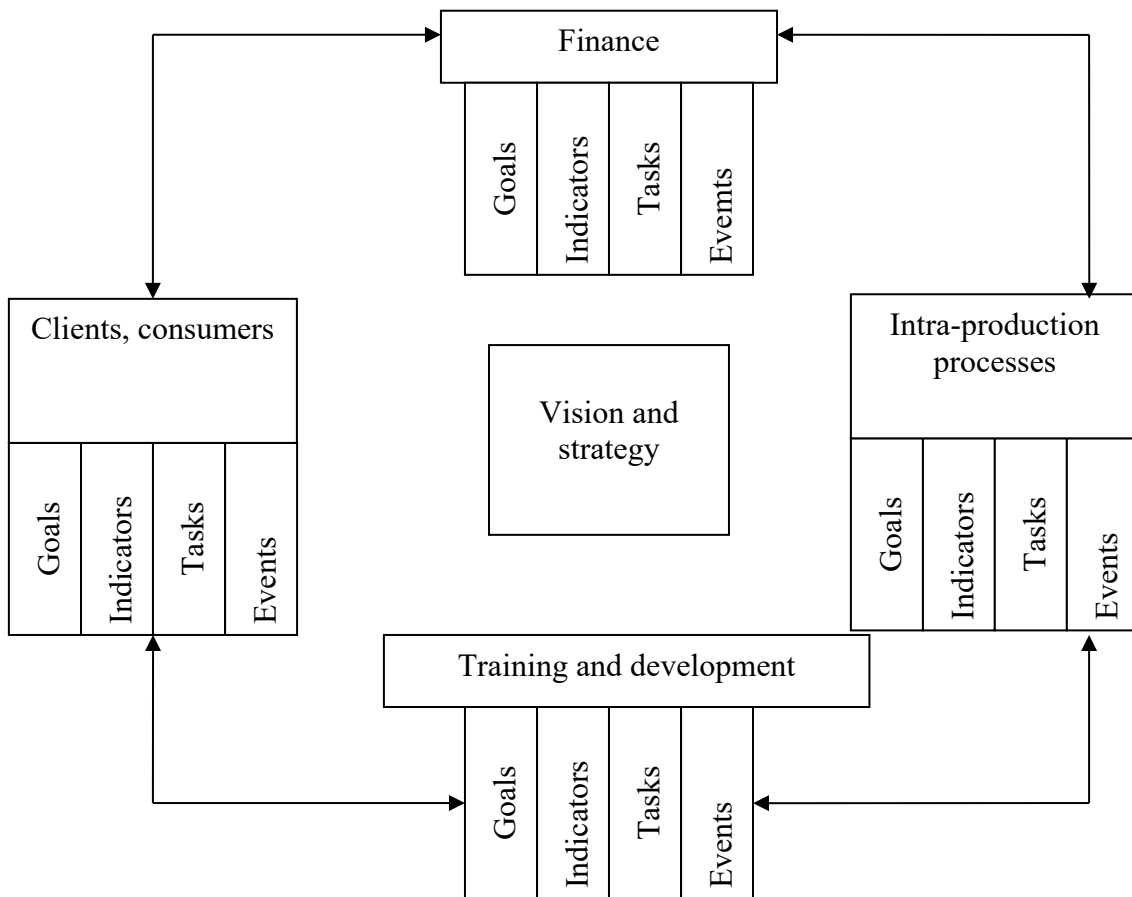 Finance
Goals
Indicators
Tasks
Evemts
Clients, consumers
Goals
Indicators
Tasks
Events
Vision and
strategy
Intra-production
processes
Goals
Indicators
Tasks
Events
Training and development
Goals
Indicators
Tasks
Events